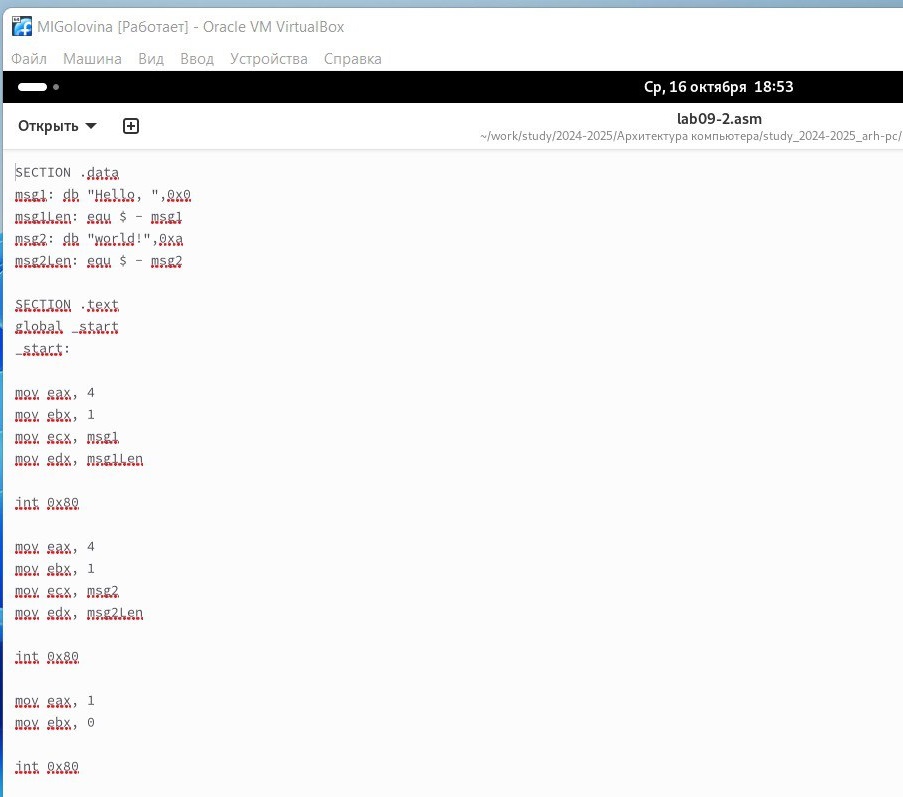 MIGolovina [Работает] - Oracle VM VirtualBox
Файл Машина Вид Ввод Устройства Справка
Ср, 16 октября 18:53
Открыть
lab09-2.asm
~/work/study/2024-2025/Архитектура компьютера/study_2024-2025_arh-pc/
SECTION .data
msg1: db "Hello, ",0x0
msg1Len: equ $ - msg1
msg2: db "world!",0xa
msg2Len: equ $ - msg2
SECTION .text
global _start
_start:
mov eax, 4
mov ebx, 1
mov ecx, msg1
mov edx, msg1Len
int 0x80
mov eax, 4
mov ebx, 1
mov ecx, msg2
mov edx, msg2Len
int 0x80
mov eax, 1
mov ebx, 0
int 0x80